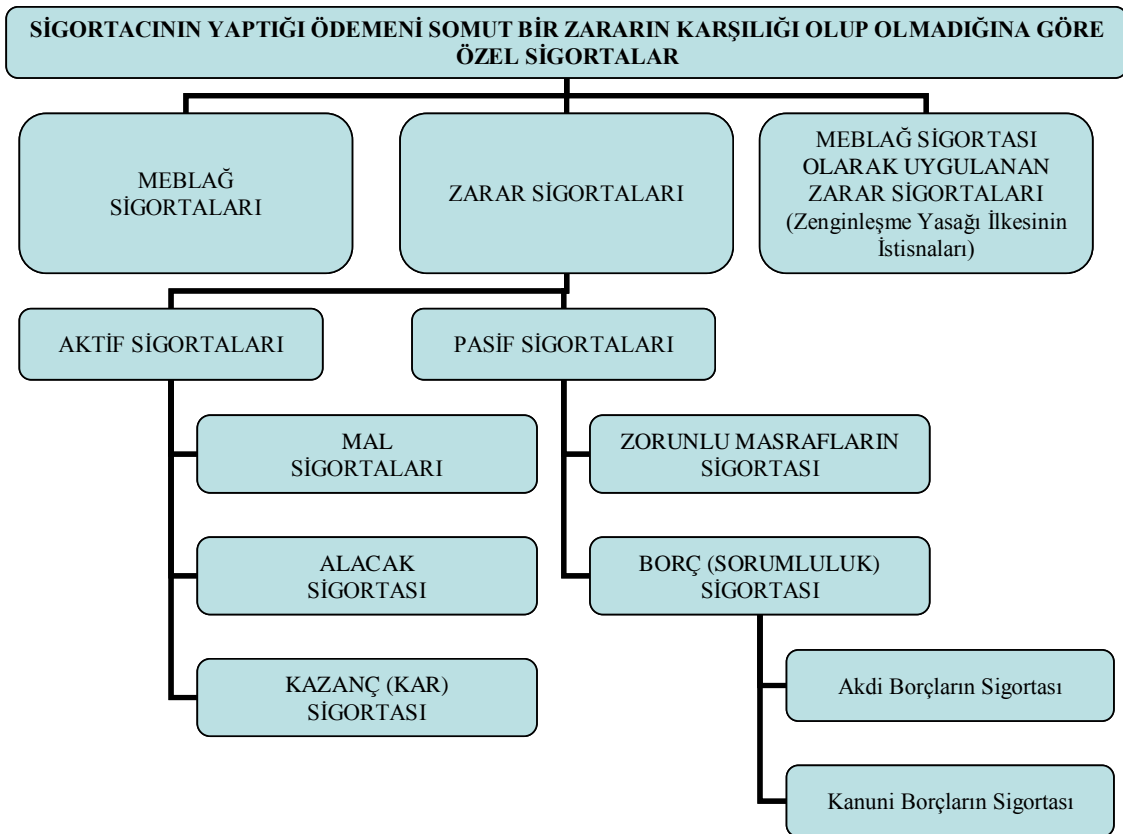 SİGORTACININ YAPTIĞI ÖDEMENİ SOMUT BİR ZARARIN KARŞILIĞI OLUP OLMADIĞINA GÖRE
ÖZEL SİGORTALAR
MEBLAĞ
SİGORTALARI
ZARAR SİGORTALARI
MEBLAĞ SİGORTASI
OLARAK UYGULANAN
ZARAR SİGORTALARI
(Zenginleşme Yasağı İlkesinin
İstisnaları)
AKTİF SİGORTALARI
PASİF SİGORTALARI
MAL
SİGORTALARI
ZORUNLU MASRAFLARIN
SİGORTASI
ALACAK
SİGORTASI
BORÇ (SORUMLULUK)
SİGORTASI
KAZANÇ (KAR)
SİGORTASI
Akdi Borçların Sigortası
Kanuni Borçların Sigortası